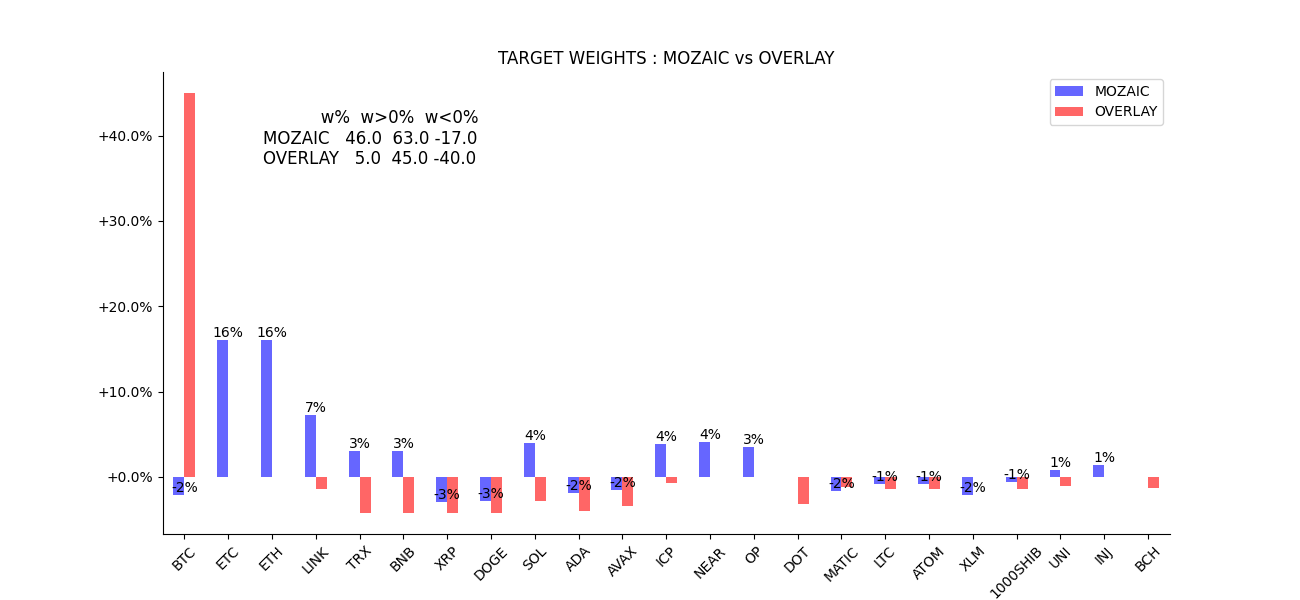 TARGET WEIGHTS : MOZAIC vs OVERLAY
MOZAIC
OVERLAY
w% w>0% w<0%
MOZAIC 46.0 63.0 -17.0
OVERLAY 5.0 45.0 -40.0
+40.0%
+30.0%
+20.0%
+10.0%
+0.0%
-2%
16%
16%
7%
3%
3%
-3%
-3%
4%
-2%
-2%
4%
4%
3%
-2%
-1%
-1%
-2%
-1%
1%
1%
BTC
ETC
ETH
LINK
TRX
BNB
XRP
DOGE
SOL
ADA
AVAX
ICP
NEAR
OP
DOT
MATIC
LTC
ATOM
XLM
1000SHIB
UNI
INJ
BCH